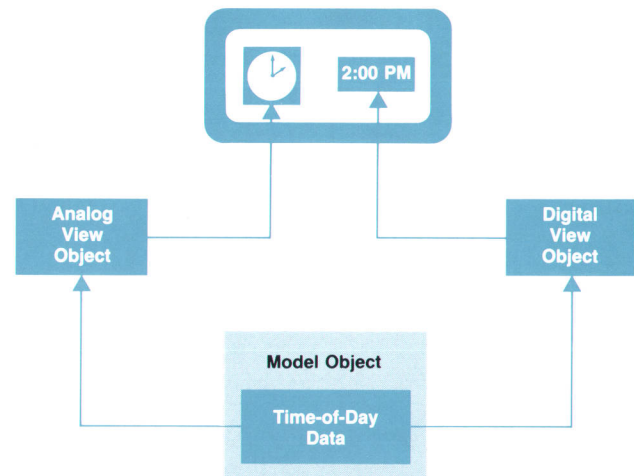 2:00 PM
Analog
View
Object
Digital
View
Object
Model Object
Time-of-Day
Data